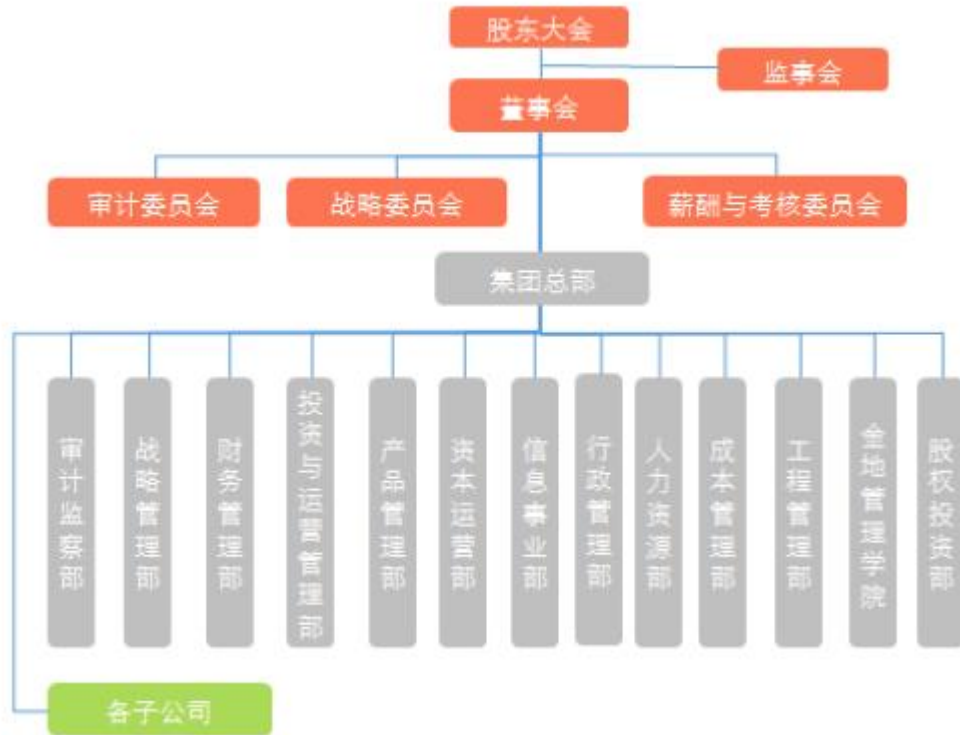 股东大会
监事会
董事会
审计委员会
战略委员会
薪酬与考核委员会
集团总部
审计监察部
战略管理部
财务管理部
投资与运营管理部
产品管理部
资本运营部
信息事业部
行政管理部
人力资源部
成本管理部
工程管理部
金地管理学院
股权投资部
各子公司